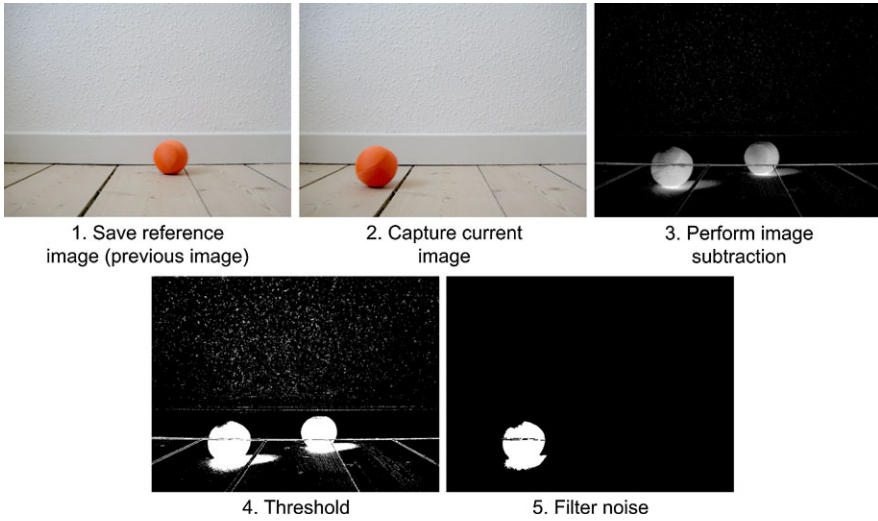 1. Save reference
image (previous image)
2. Capture current
image
3. Perform image
subtraction
4. Threshold
5. Filter noise